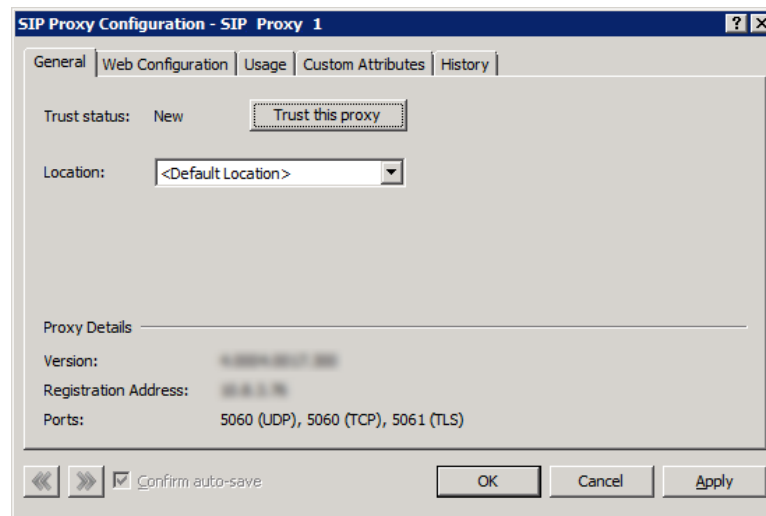 SIP Proxy Configuration - SIP Proxy 1
General Web Configuration Usage Custom Attributes History
Trust status: New Trust this proxy
Location: <Default Location>
Proxy Details
Version:
Registration Address:
Ports: 5060 (UDP), 5060 (TCP), 5061 (TLS)
Confirm auto-save OK Cancel Apply